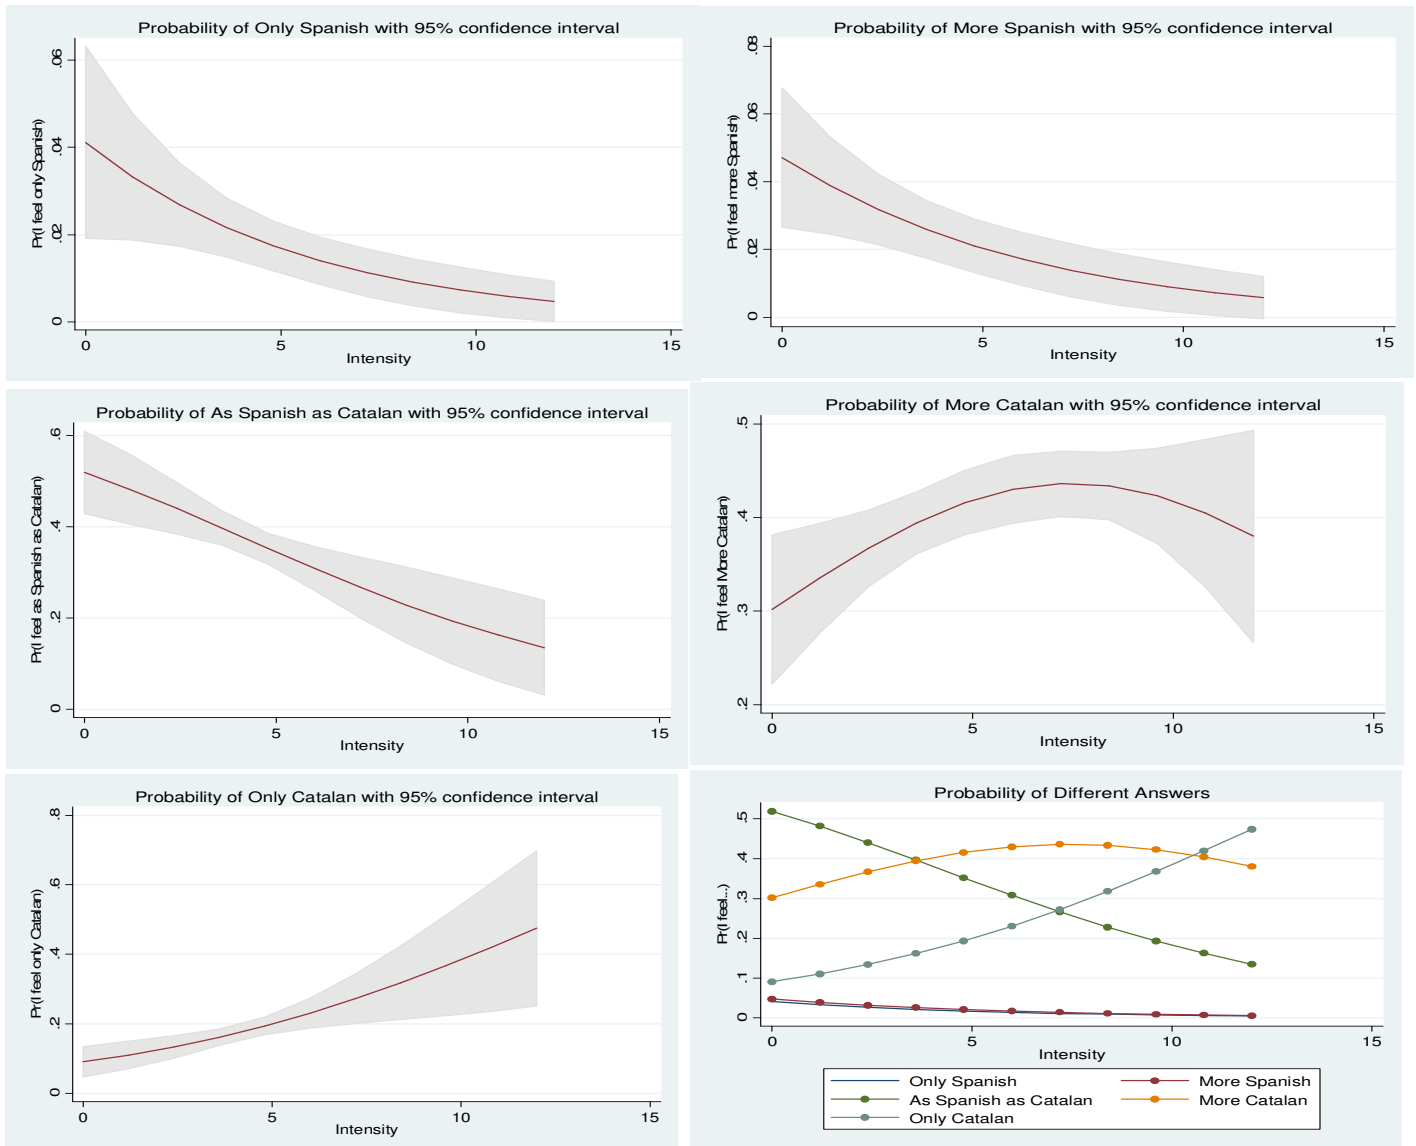 Probability of Only Spanish with 95% confidence interval
Pr(I feel only Spanish)
0 .02 .04 .06
0 5 10 15
Intensity
Probability of More Spanish with 95% confidence interval
Pr(I feel more Spanish)
0 .02 .04 .06 .08
0 5 10 15
Intensity
Probability of As Spanish as Catalan with 95% confidence interval
Pr(I feel as Spanish as Catalan)
0 .2 .4 .6
0 5 10 15
Intensity
Probability of More Catalan with 95% confidence interval
Pr(I feel More Catalan)
.2 .3 .4 .5
0 5 10 15
Intensity
Probability of Only Catalan with 95% confidence interval
Pr(I feel only Catalan)
0 .2 .4 .6 .8
0 5 10 15
Intensity
Probability of Different Answers
Pr(I feel...)
0 .1 .2 .3 .4 .5
0 5 10 15
Intensity
Only Spanish More Spanish
As Spanish as Catalan More Catalan
Only Catalan